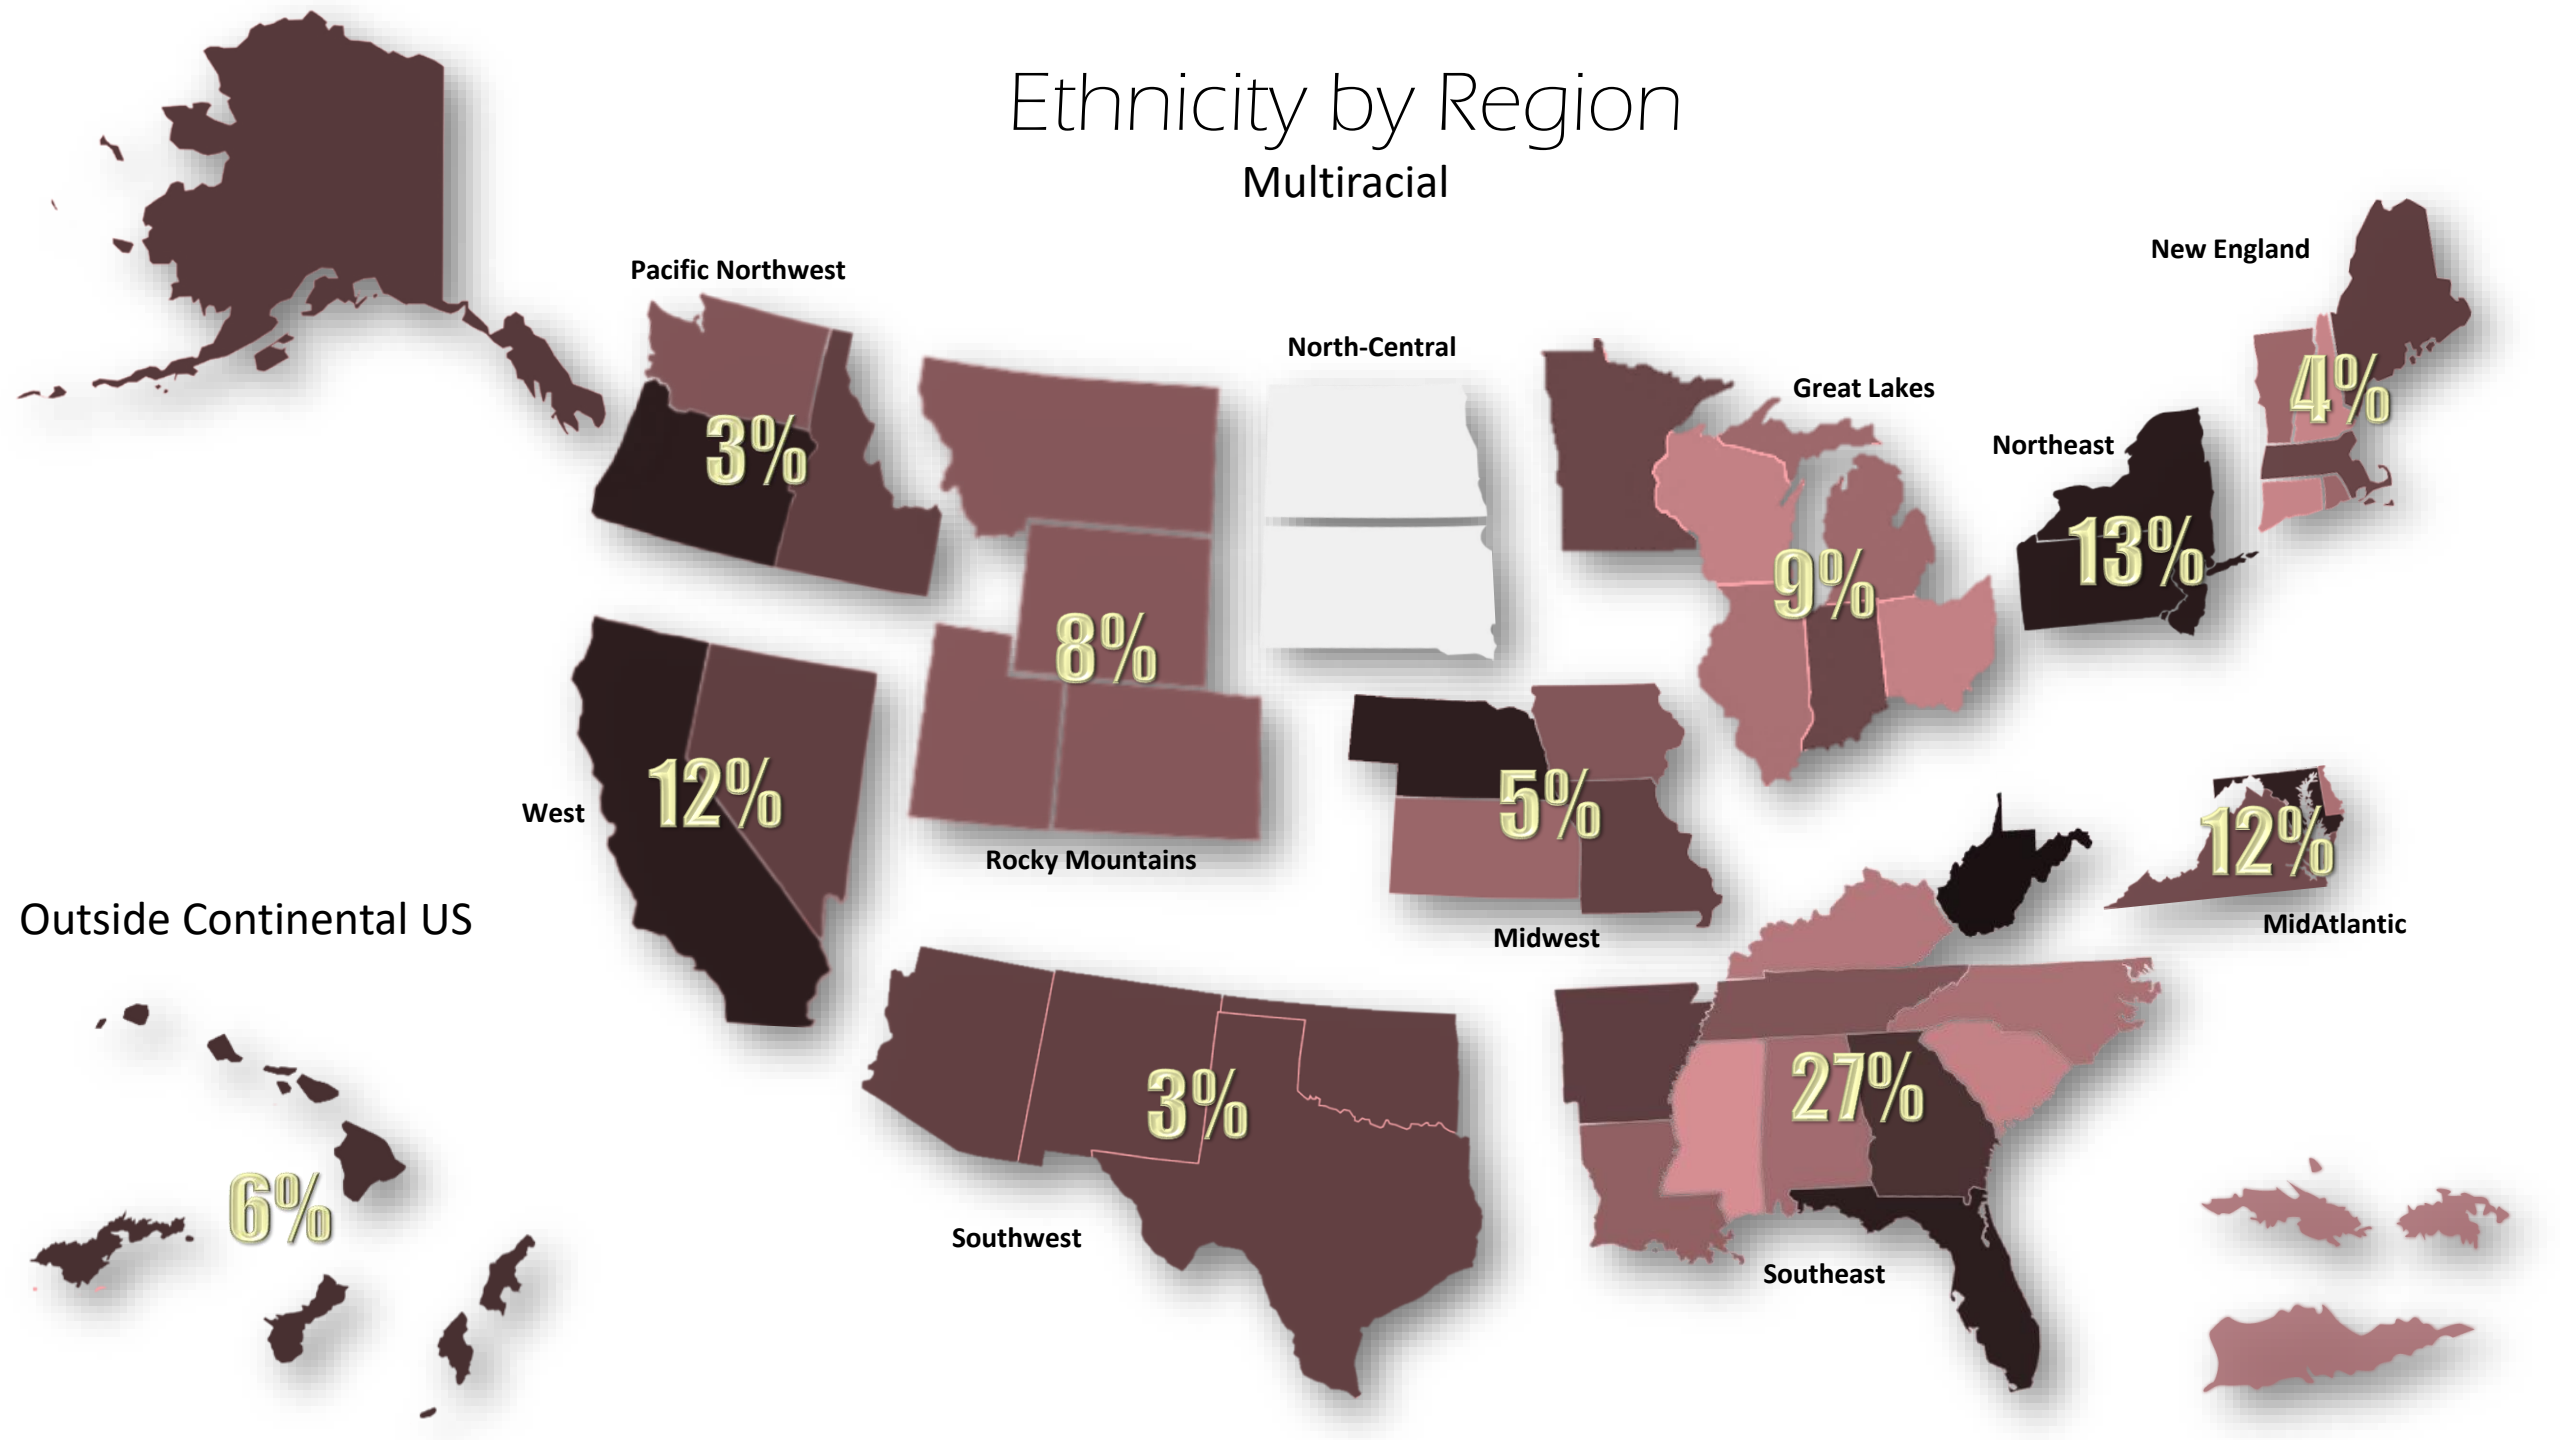 Ethnicity by Region
Multiracial
New England
Pacific Northwest
North-Central
4%
Great Lakes
Northeast
3%
13%
9%
8%
12%
5%
West
12%
Rocky Mountains
Outside Continental US
MidAtlantic
Midwest
27%
3%
6%
Southwest
Southeast